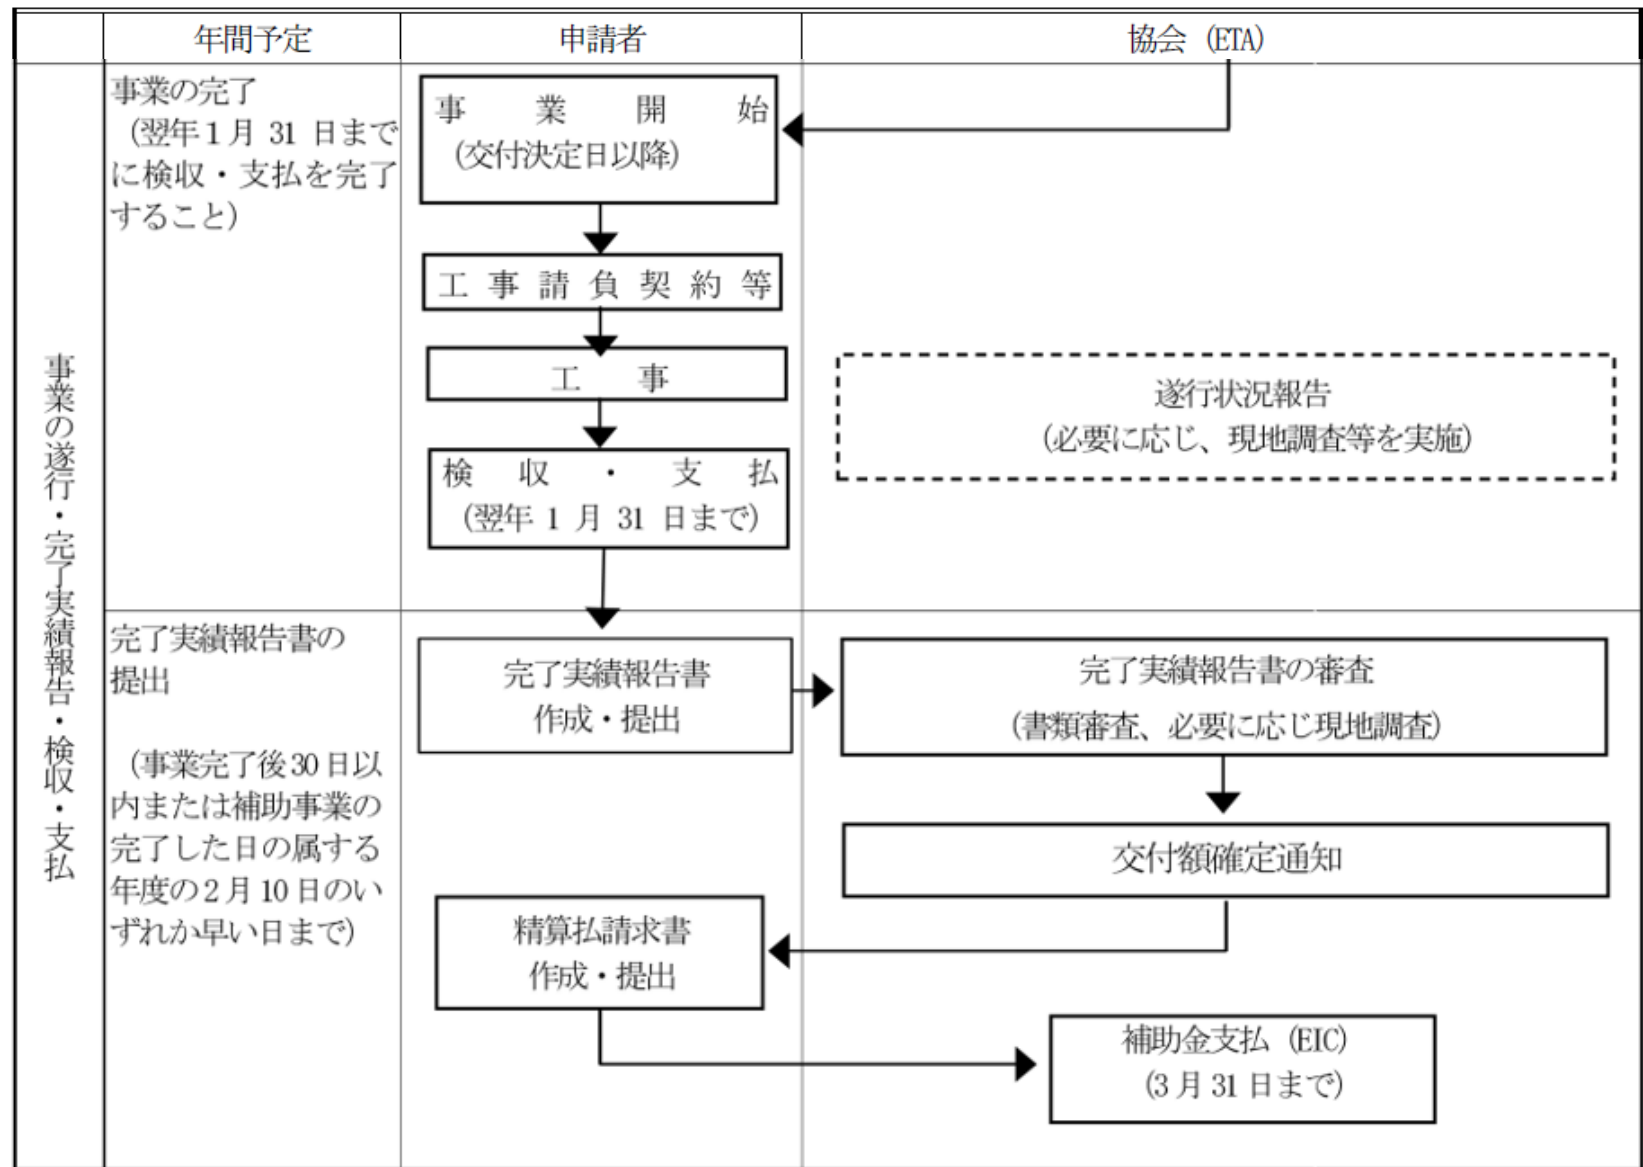 年間予定
申請者
協会 (ETA)
事業の遂行・完了実績報告・検収・支払
事業の完了
(翌年1月 31 日まで
に検収・支払を完了
すること)
事業開始
(交付決定日以降)
工事請負契約等
工事
検収・支払
(翌年 1 月 31 日まで)
遂行状況報告
(必要に応じ、現地調査等を実施)
完了実績報告書の
提出
(事業完了後30日以
内または補助事業の
完了した日の属する
年度の2月10日のい
ずれか早い日まで)
完了実績報告書
作成・提出
完了実績報告書の審査
(書類審査、必要に応じ現地調査)
交付額確定通知
精算払請求書
作成・提出
補助金支払 (EIC)
(3月31日まで)